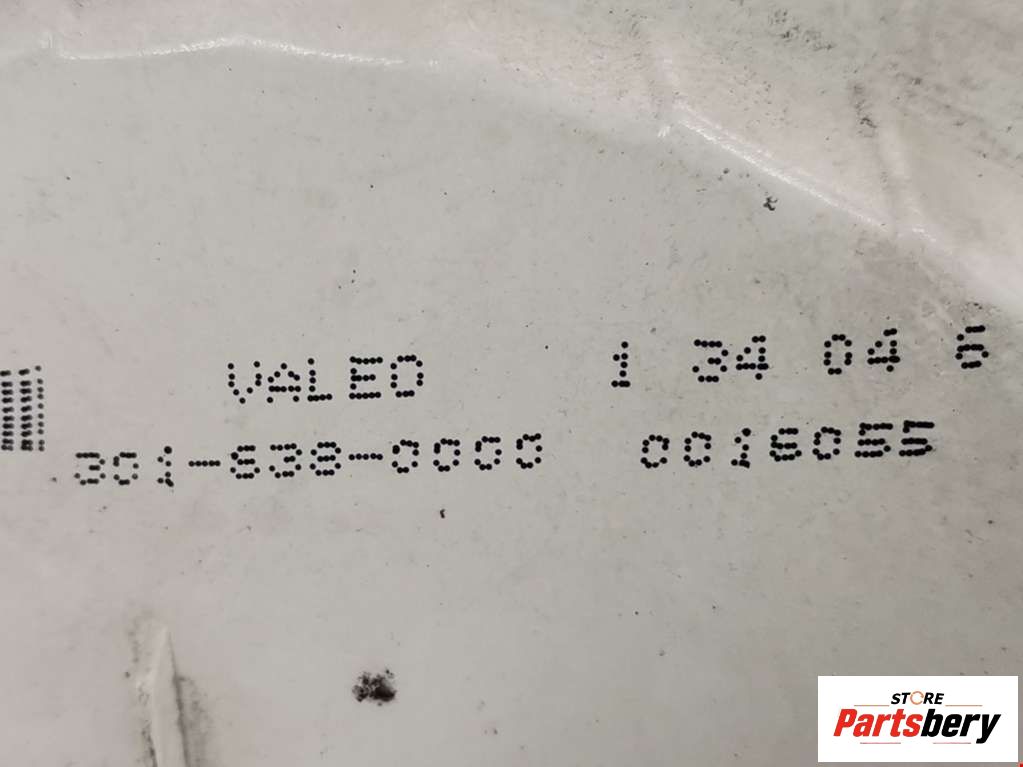 VALEO 1 34 04 6
301-638-0000 0016055
STORE
Partsbery